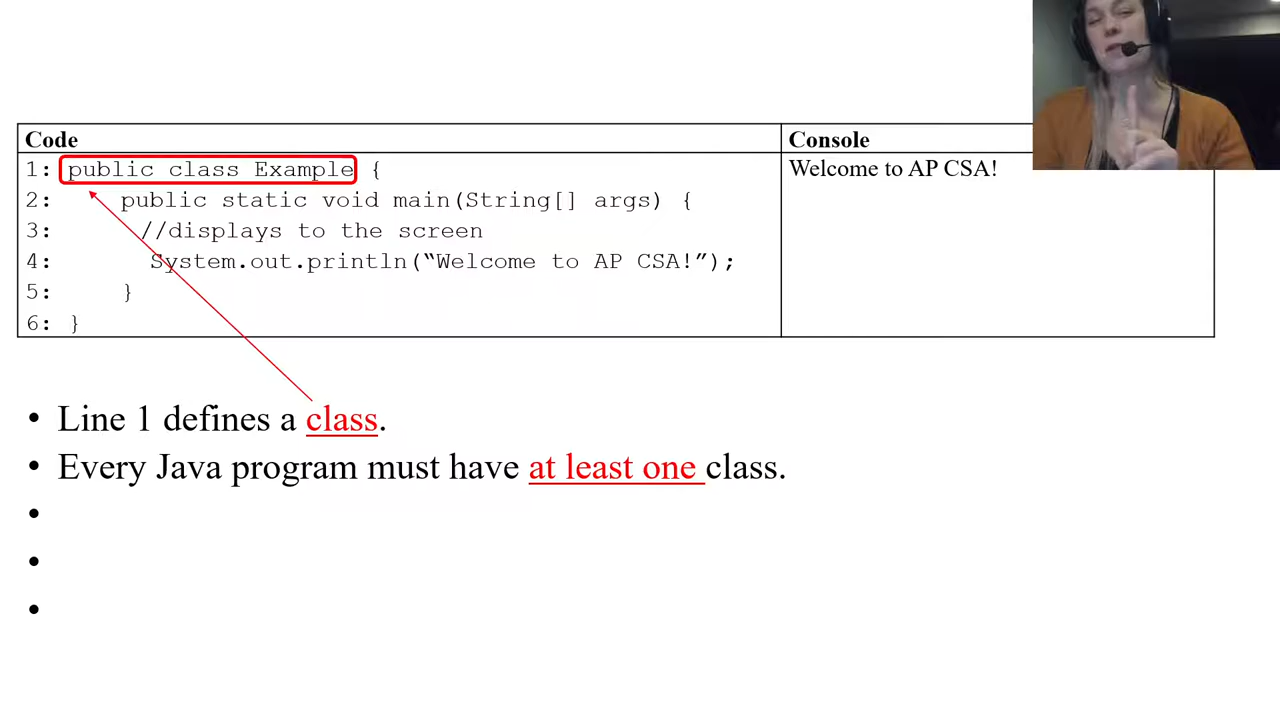 Code
Console
1: public class Example {
Welcome to AP CSA!
2: public static void main(String[] args) {
3: //displays to the screen
4: System.out.println(“Welcome to AP CSA!”);
5: }
6: }
• Line 1 defines a class.
• Every Java program must have at least one class.
•
•
•